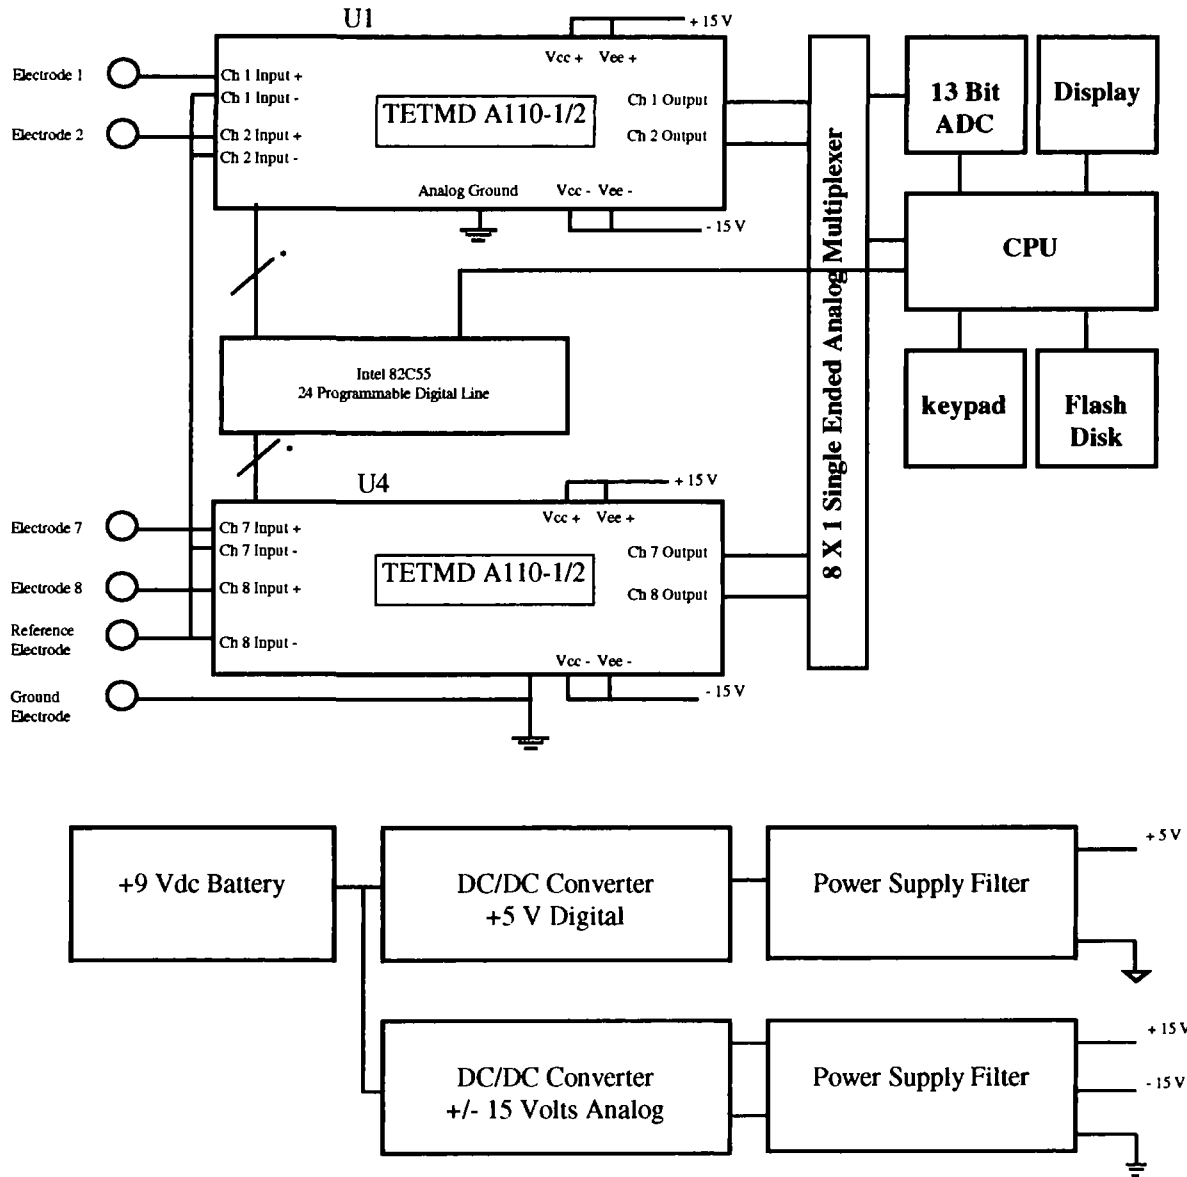 U1
+ 15 V
Vcc + Vee +
Electrode 1
Ch 1 Input +
Ch 1 Input -
TETMD A110-1/2
Ch 1 Output
Electrode 2
Ch 2 Input +
Ch 2 Output
Ch 2 Input -
Analog Ground
Vcc - Vee -
- 15 V
13 Bit
ADC
Display
CPU
keypad
Flash
Disk
8 X 1 Single Ended Analog Multiplexer
*
Intel 82C55
24 Programmable Digital Line
*
U4
+ 15 V
Vcc + Vee +
Electrode 7
Ch 7 Input +
Ch 7 Input -
TETMD A110-1/2
Ch 7 Output
Electrode 8
Ch 8 Input +
Ch 8 Output
Reference
Electrode
Ch 8 Input -
Vcc - Vee -
- 15 V
Ground
Electrode
+9 Vdc Battery
DC/DC Converter
+5 V Digital
Power Supply Filter
+ 5 V
DC/DC Converter
+/- 15 Volts Analog
Power Supply Filter
+ 15 V
- 15 V